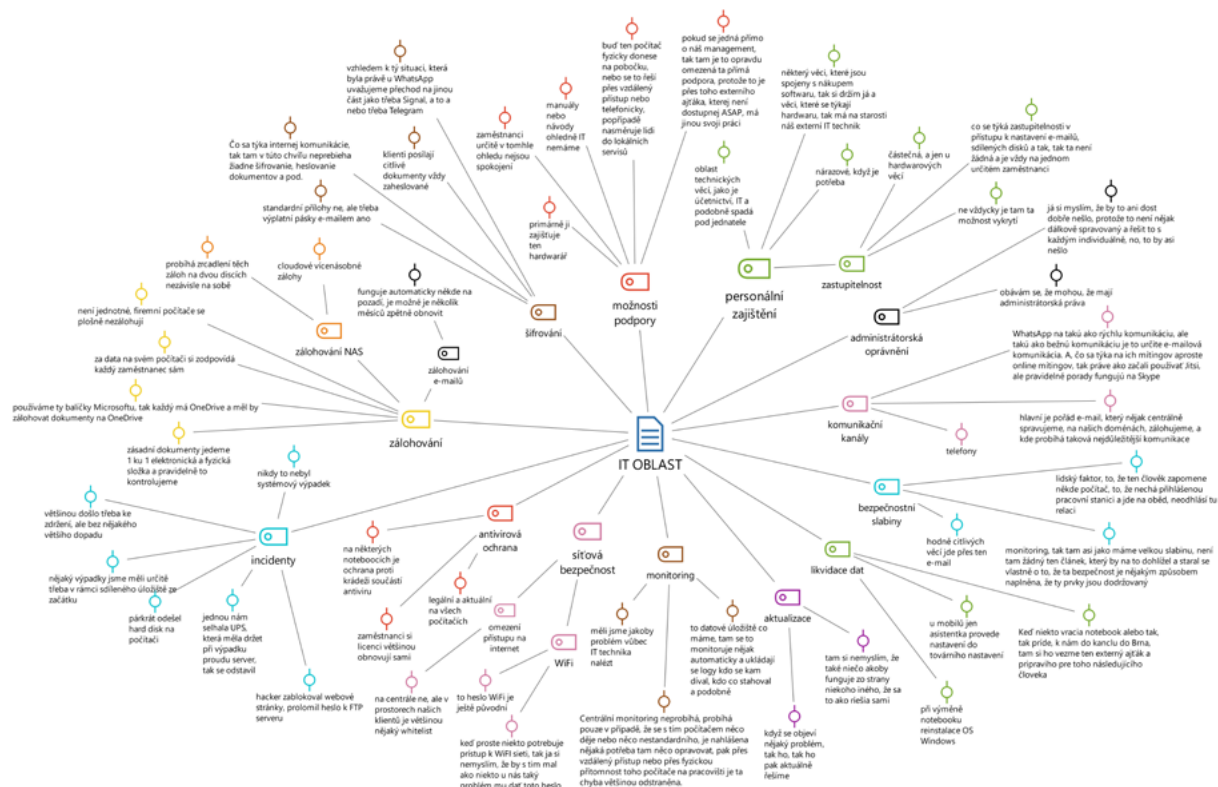 vzhledem k tý situaci, která
byla právě u WhatsApp
uvažujeme přechod na jinou
část jako třeba Signal, a to a
nebo třeba Telegram
Čo sa týka internej komunikácie,
tak tam v túto chvíľu neprebieha
žiadne šifrovanie, heslovanie
dokumentov a pod.
klienti posílají
citlivé
dokumenty vždy
zaheslované
standardní přílohy ne, ale třeba
výplatní pásky e-mailem ano
šifrování
zaměstnanci
určitě v tomhle
ohledu nejsou
spokojení
manuály
nebo
návody
ohledně IT
nemáme
buď ten počítač
fyzicky donese
na pobočku,
nebo se to řeší
přes vzdálený
přístup nebo
telefonicky,
popřípadě
nasměruje lidi
do lokálních
servisů
pokud se jedná přímo
o náš management,
tak tam je to opravdu
omezená ta přímá
podpora, protože to je
přes toho externího
ajťáka, kterej není
dostupnej ASAP, má
jinou svoji práci
primárně ji
zajišťuje
ten
hardwarář
možnosti
podpory
některý věci, které jsou
spojeny s nákupem
softwaru, tak si držím já a
věci, které se týkají
hardwaru, tak má na starosti
náš externí IT technik
oblast
technických
věcí, jako je
účetnictví, IT a
podobně spadá
pod jednatele
nárazové, když je
potřeba
personální
zajištění
co se týká zastupitelnosti v
přístupu k nastavení e-mailů,
sdílených disků a tak, tak ta není
žádná a je vždy na jednom
určitém zaměstnanci
částečná, a jen u
hardwarových
věcí
ne vždycky je tam ta
možnost vykrytí
zastupitelnost
já si myslím, že by to ani dost
dobře nešlo, protože to není nějak
dálkově spravovaný a řešit to s
každým individuálně, no, to by asi
nešlo
obávám se, že mohou, že mají
administrátorská práva
administrátorská
oprávnění
WhatsApp na takú ako rýchlu komunikáciu, ale
takú ako bežnú komunikáciu je to určite e-mailová
komunikácia. A, čo sa týka na ich mítingov aproste
online mítingov, tak práve ako začali používať Jitsi,
ale pravidelné porady fungujú na Skype
hlavní je pořád e-mail, který nějak centrálně
spravujeme, na našich doménách, zálohujeme, a
kde probíhá taková nejdůležitější komunikace
telefony
komunikační
kanály
probíhá zrcadlení těch
záloh na dvou discích
nezávisle na sobě
cloudové vícenásobné
zálohy
zálohování NAS
funguje automaticky někde na
pozadí, je možné je několik
měsíců zpětně obnovit
zálohování
e-mailů
není jednotné, firemní počítače se
plošně nezálohují
za data na svém počítači si zodpovídá
každý zaměstnanec sám
používáme ty balíčky Microsoftu, tak každý má OneDrive a měl by
zálohovat dokumenty na OneDrive
zásadní dokumenty jedeme
1 ku 1 elektronická a fyzická
složka a pravidelně to
kontrolujeme
zálohování
IT OBLAST
lidský faktor, to, že ten člověk zapomene
někde počítač, to, že nechá přihlášenou
pracovní stanici a jde na oběd, neodhlásí tu
relaci
hodně citlivých
věcí jde přes ten
e-mail
monitoring, tak tam asi jako máme velkou slabinu, není
tam žádný ten článek, který by na to dohlížel a staral se
vlastně o to, že ta bezpečnost je nějakým způsobem
naplněna, že ty prvky jsou dodržovaný
bezpečnostní
slabiny
nikdy to nebyl
systémový výpadek
většinou došlo třeba ke
zdržení, ale bez nějakého
většího dopadu
nějaký výpadky jsme měli určitě
třeba v rámci sdíleného úložiště ze
začátku
párkrát odešel
hard disk na
počítači
jednou nám
selhala UPS,
která měla držet
při výpadku
proudu server,
tak se odstavil
hacker zablokoval webové
stránky, prolomil heslo k FTP
serveru
incidenty
na některých
noteboocích je
ochrana proti
krádeži součástí
antiviru
legální a aktuální
na všech
počítačích
zaměstnanci si
licenci většinou
obnovují sami
antivirová
ochrana
síťová
bezpečnost
omezení
přístupu na
internet
na centrále ne, ale v
prostorech našich
klientů je většinou
nějaký whitelist
WiFi
to heslo WiFi je
ještě původní
keď proste niekto potrebuje
prístup k WiFI sieti, tak ja si
nemyslím, že by s tím mal
ako niekto u nás taký
problém mu dať toto heslo
monitoring
měli jsme jakoby
problém vůbec
IT technika
nalézt
to datové úložiště co
máme, tam se to
monitoruje nějak
automaticky a ukládají
se logy kdo se kam
díval, kdo co stahoval
a podobně
Centrální monitoring neprobíhá, probíhá
pouze v případě, že se s tím počítačem něco
děje nebo něco nestandardního, je nahlášena
nějaká potřeba tam něco opravovat, pak přes
vzdálený přístup nebo přes fyzickou
přítomnost toho počítače na pracovišti je ta
chyba většinou odstraněna.
aktualizace
tam si nemyslím, že
také niečo akoby
funguje zo strany
niekoho iného, že sa
to ako riešia sami
když se objeví
nějaký problém,
tak ho, tak ho
pak aktuálně
řešíme
likvidace dat
u mobilů jen
asistentka provede
nastavení do
továrního nastavení
Keď niekto vracia notebook alebo tak,
tak príde, k nám do kanclu do Brna,
tam si ho vezme ten externý ajťák a
pripravího pre toho následujícího
človeka
při výměně
notebooku
reinstalace OS
Windows